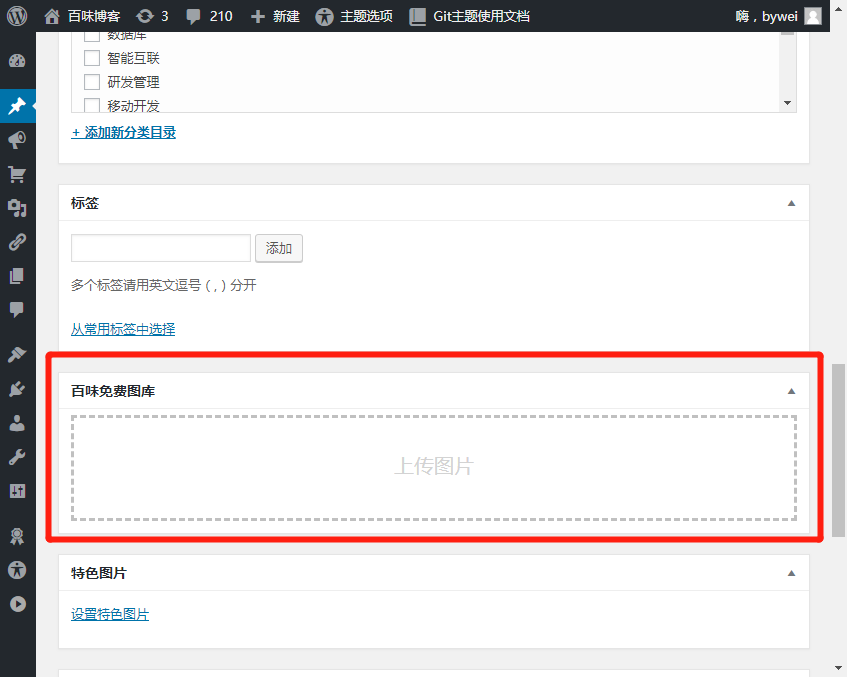 百味博客 3 210 新建 主题选项 Git主题使用文档 嗨，bywei
数据库
智能互联
研发管理
移动开发
+ 添加新分类目录
标签
添加
多个标签请用英文逗号 ( , ) 分开
从常用标签中选择
百味免费图库
上传图片
特色图片
设置特色图片